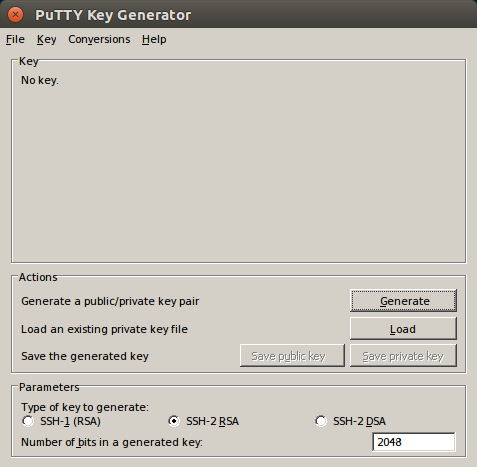 PuTTY Key Generator
File Key Conversions Help
Key
No key.
Actions
Generate a public/private key pair Generate
Load an existing private key file Load
Save the generated key Save public key Save private key
Parameters
Type of key to generate:
SSH-1 (RSA) SSH-2 RSA SSH-2 DSA
Number of bits in a generated key: 2048